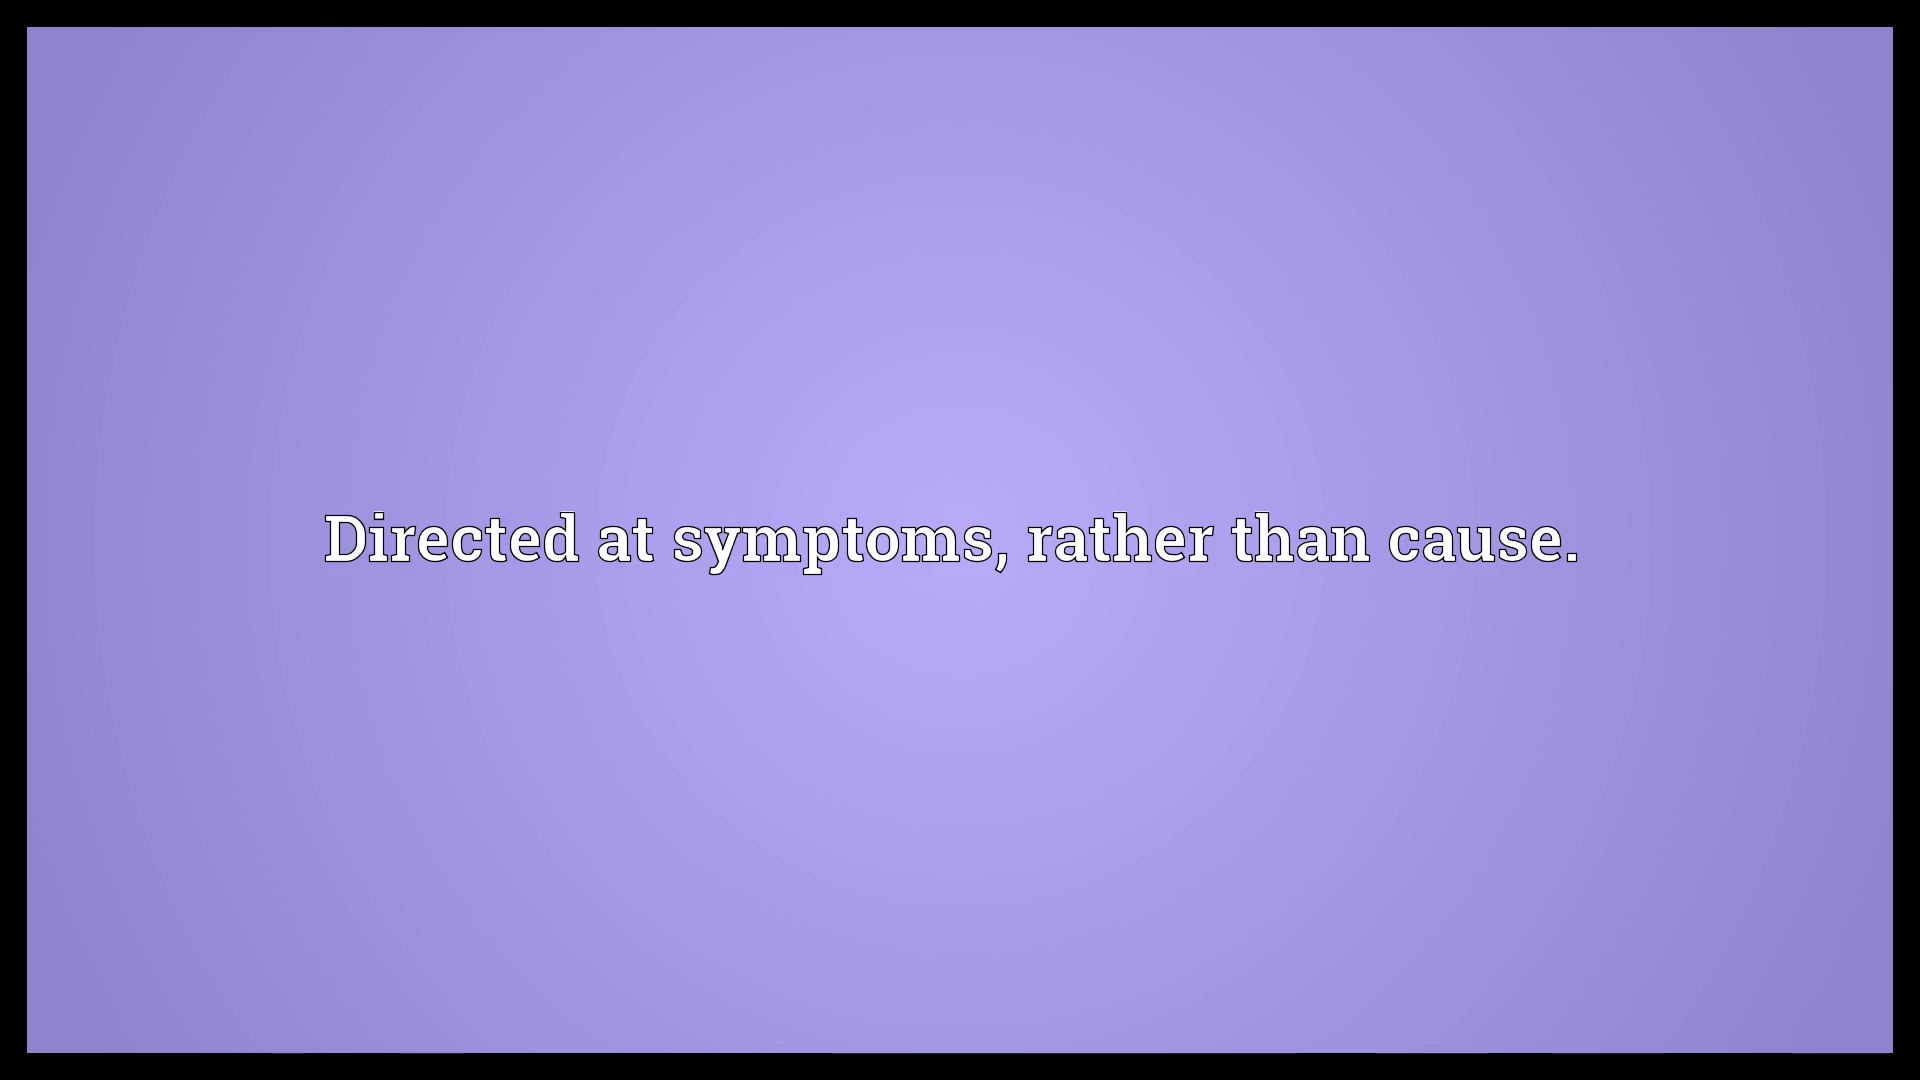 Directed at symptoms, rather than cause.